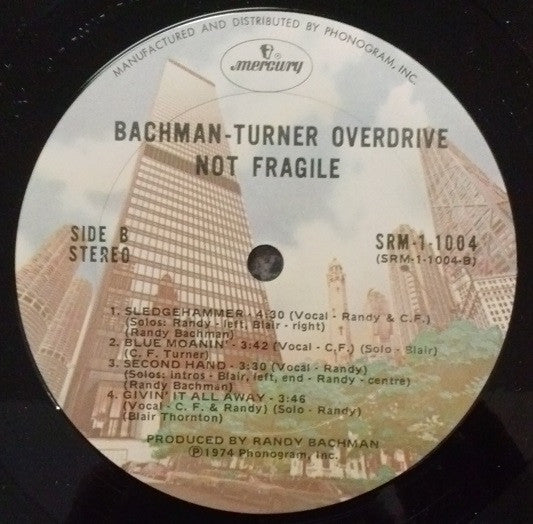 MANUFACTURED AND DISTRIBUTED BY PHONOGRAM, INC.
mercury
BACHMAN-TURNER OVERDRIVE
NOT FRAGILE
SIDE B
STEREO
SRM-1-1004
(SRM-1-1004-B)
1. SLEDGEHAMMER - 4:30 (Vocal - Randy & C.F.)
(Solos: Randy - left, Blair - right)
(Randy Bachman)
2. BLUE MOANIN' - 3:42 (Vocal - C.F.) (Solo - Blair)
(C. F. Turner)
3. SECOND HAND - 3:30 (Vocal - Randy)
(Solos: intros - Blair, left, end - Randy - centre)
(Randy Bachman)
4. GIVIN' IT ALL AWAY - 3:46
(Vocal - C. F. & Randy) (Solo - Randy)
(Blair Thornton)
PRODUCED BY RANDY BACHMAN
Ⓟ1974 Phonogram, Inc.